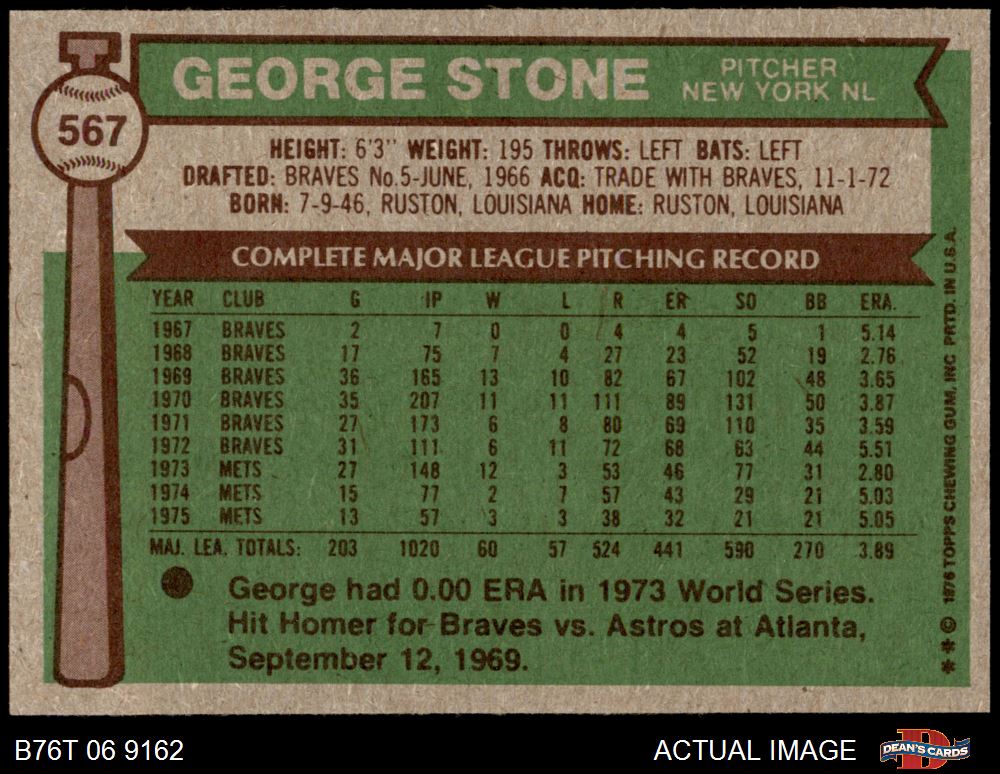 GEORGE STONE
PITCHER
NEW YORK NL
567
HEIGHT: 6'3" WEIGHT: 195 THROWS: LEFT BATS: LEFT
DRAFTED: BRAVES No.5-JUNE, 1966 ACQ: TRADE WITH BRAVES, 11-1-72
BORN: 7-9-46, RUSTON, LOUISIANA HOME: RUSTON, LOUISIANA
COMPLETE MAJOR LEAGUE PITCHING RECORD
YEAR CLUB G IP W L R ER SO BB ERA.
1967 BRAVES 2 7 0 0 4 4 5 1 5.14
1968 BRAVES 17 75 7 4 27 23 52 19 2.76
1969 BRAVES 36 165 13 10 82 67 102 48 3.65
1970 BRAVES 35 207 11 11 111 89 131 50 3.87
1971 BRAVES 27 173 6 8 80 69 110 35 3.59
1972 BRAVES 31 111 6 11 72 68 63 44 5.51
1973 METS 27 148 12 3 53 46 77 31 2.80
1974 METS 15 77 2 7 57 43 29 21 5.03
1975 METS 13 57 3 3 38 32 21 21 5.05
MAJ. LEA. TOTALS: 203 1020 60 57 524 441 590 270 3.89
George had 0.00 ERA in 1973 World Series.
Hit Homer for Braves vs. Astros at Atlanta,
September 12, 1969.
** © 1976 TOPPS CHEWING GUM, INC PRTD. IN U.S.A.
B76T 06 9162
ACTUAL IMAGE
DEAN'S CARDS